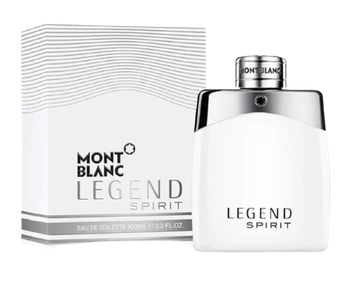 MONT
BLANC
LEGEND
SPIRIT
EAU DE TOILETTE 100ML ℮ 3.3 FL.OZ.
MONTBLANC
LEGEND
SPIRIT